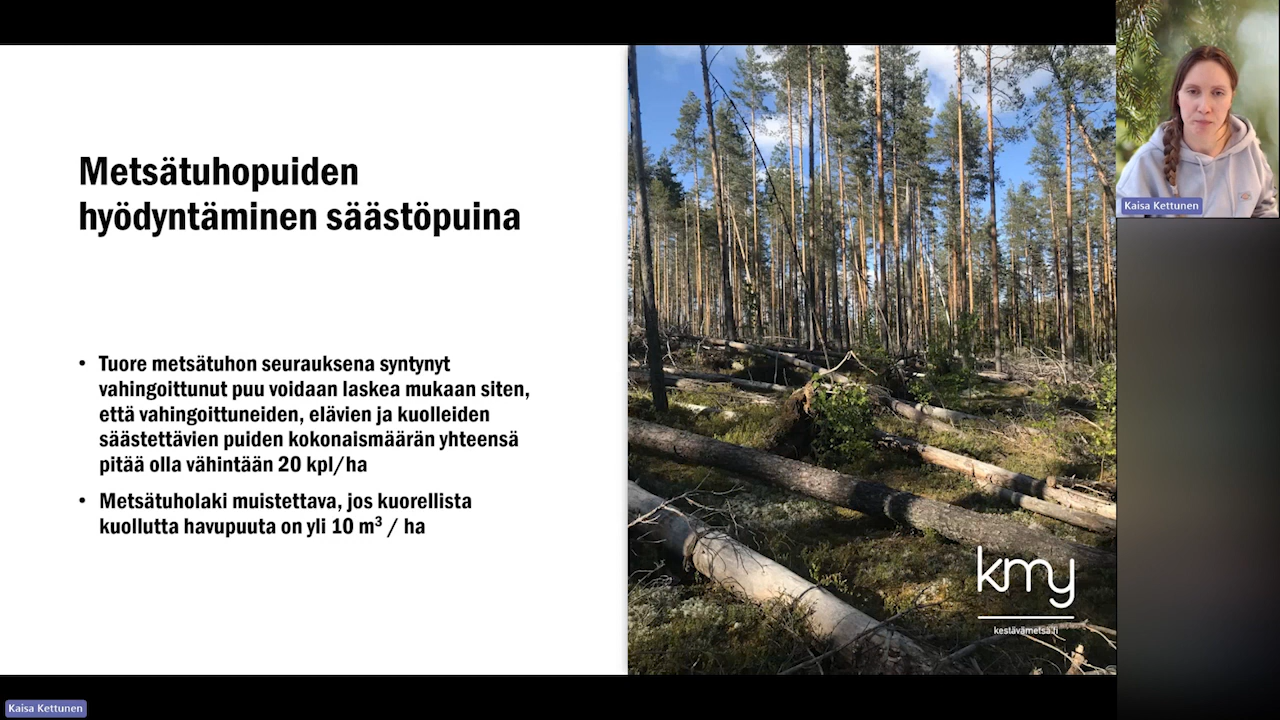 Metsätuhopuiden
hyödyntäminen säästöpuina
• Tuore metsätuhon seurauksena syntynyt
vahingoittunut puu voidaan laskea mukaan siten,
että vahingoittuneiden, elävien ja kuolleiden
säästettävien puiden kokonaismäärän yhteensä
pitää olla vähintään 20 kpl/ha
• Metsätuholaki muistettava, jos kuorellista
kuollutta havupuuta on yli 10 m³ / ha
kmy
kestävämetsä.fi
Kaisa Kettunen
Kaisa Kettunen